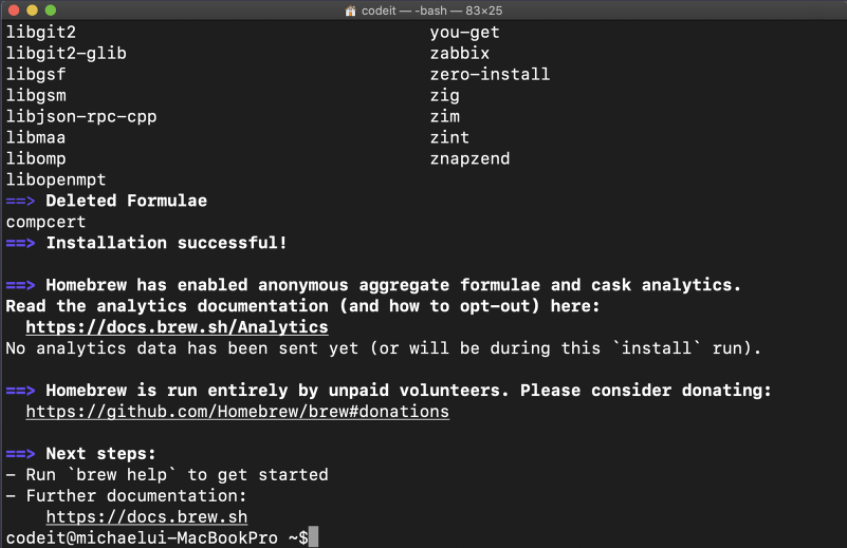 codeit — -bash — 83×25
libgit2 you-get
libgit2-glib zabbix
libgsf zero-install
libgsm zig
libjson-rpc-cpp zim
libmaa zint
libomp znapzend
libopenmpt
==> Deleted Formulae
compcert
==> Installation successful!
==> Homebrew has enabled anonymous aggregate formulae and cask analytics.
Read the analytics documentation (and how to opt-out) here:
https://docs.brew.sh/Analytics
No analytics data has been sent yet (or will be during this `install` run).
==> Homebrew is run entirely by unpaid volunteers. Please consider donating:
https://github.com/Homebrew/brew#donations
==> Next steps:
- Run `brew help` to get started
- Further documentation:
https://docs.brew.sh
codeit@michaelui-MacBookPro ~$